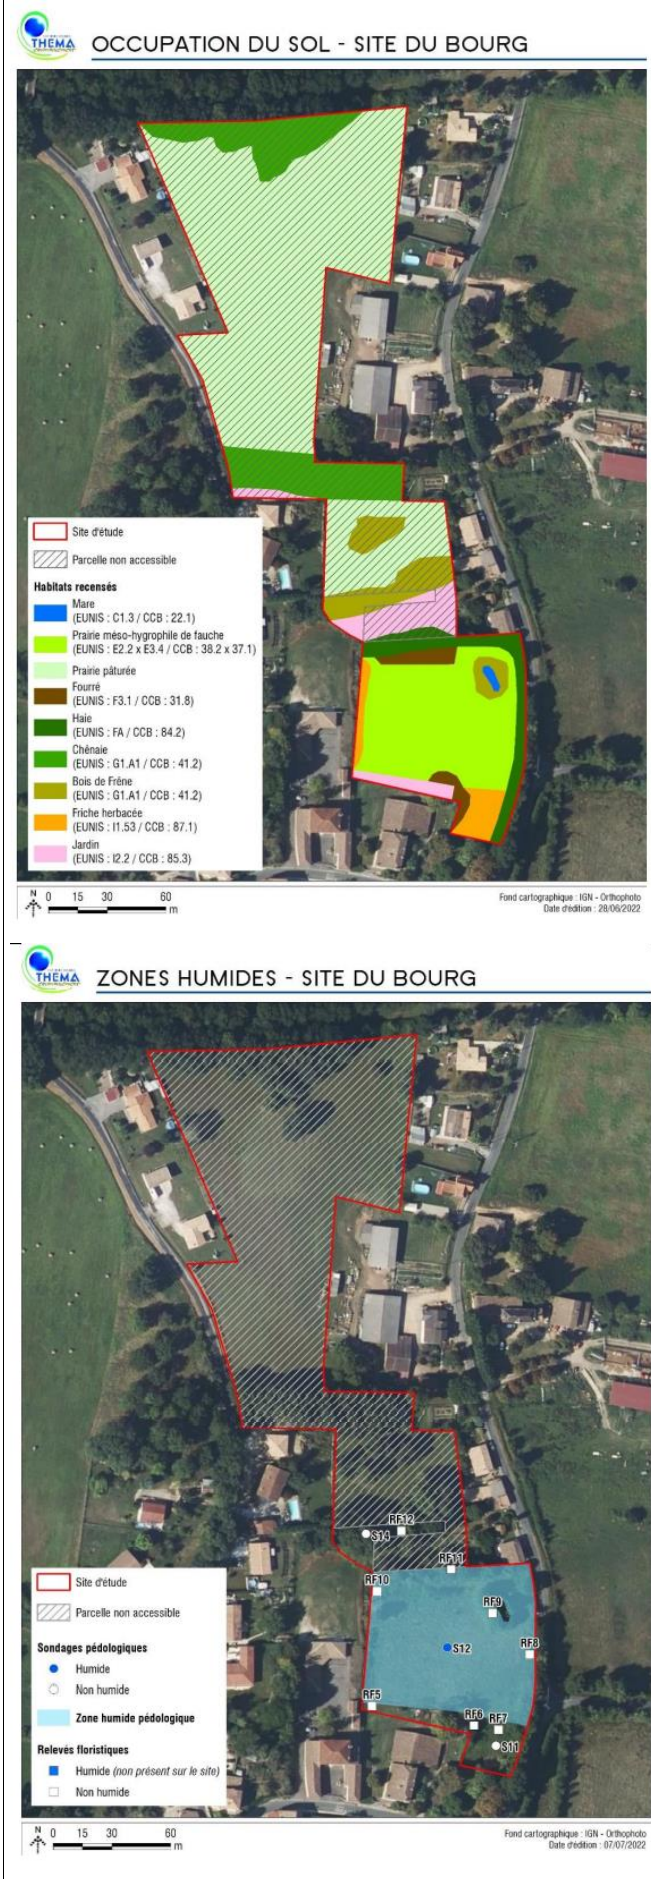 THEMA
OCCUPATION DU SOL - SITE DU BOURG
Site d'étude
Parcelle non accessible
Habitats recensés
Mare
(EUNIS : C1.3 / CCB : 22.1)
Prairie méso-hygrophile de fauche
(EUNIS : E2.2 x E3.4 / CCB : 38.2 x 37.1)
Prairie pâturée
Fourré
(EUNIS : F3.1 / CCB : 31.8)
Haie
(EUNIS : FA / CCB : 84.2)
Chênaie
(EUNIS : G1.A1 / CCB : 41.2)
Bois de Frêne
(EUNIS : G1.A1 / CCB : 41.2)
Friche herbacée
(EUNIS : I1.53 / CCB : 87.1)
Jardin
(EUNIS : I2.2 / CCB : 85.3)
N 0 15 30 60
m
Fond cartographique : IGN - Orthophoto
Date d'édition : 28/06/2022
THEMA
ZONES HUMIDES - SITE DU BOURG
RF12
S14
RF11
RF10
RF9
S12
RF8
RF5
RF6
RF7
S11
Site d'étude
Parcelle non accessible
Sondages pédologiques
Humide
Non humide
Zone humide pédologique
Relevés floristiques
Humide (non présent sur le site)
Non humide
N 0 15 30 60
m
Fond cartographique : IGN - Orthophoto
Date d'édition : 07/07/2022